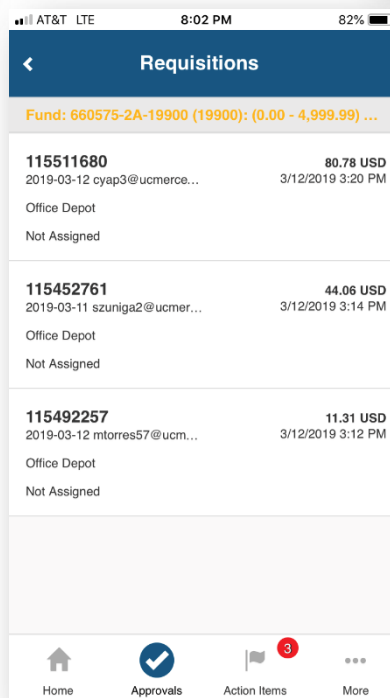 AT&T LTE 8:02 PM 82%
Requisitions
Fund: 660575-2A-19900 (19900): (0.00 - 4,999.99) ...
115511680 80.78 USD
2019-03-12 cyap3@ucmerce... 3/12/2019 3:20 PM
Office Depot
Not Assigned
115452761 44.06 USD
2019-03-11 szuniga2@ucmer... 3/12/2019 3:14 PM
Office Depot
Not Assigned
115492257 11.31 USD
2019-03-12 mtorres57@ucm... 3/12/2019 3:12 PM
Office Depot
Not Assigned
3
Home Approvals Action Items More